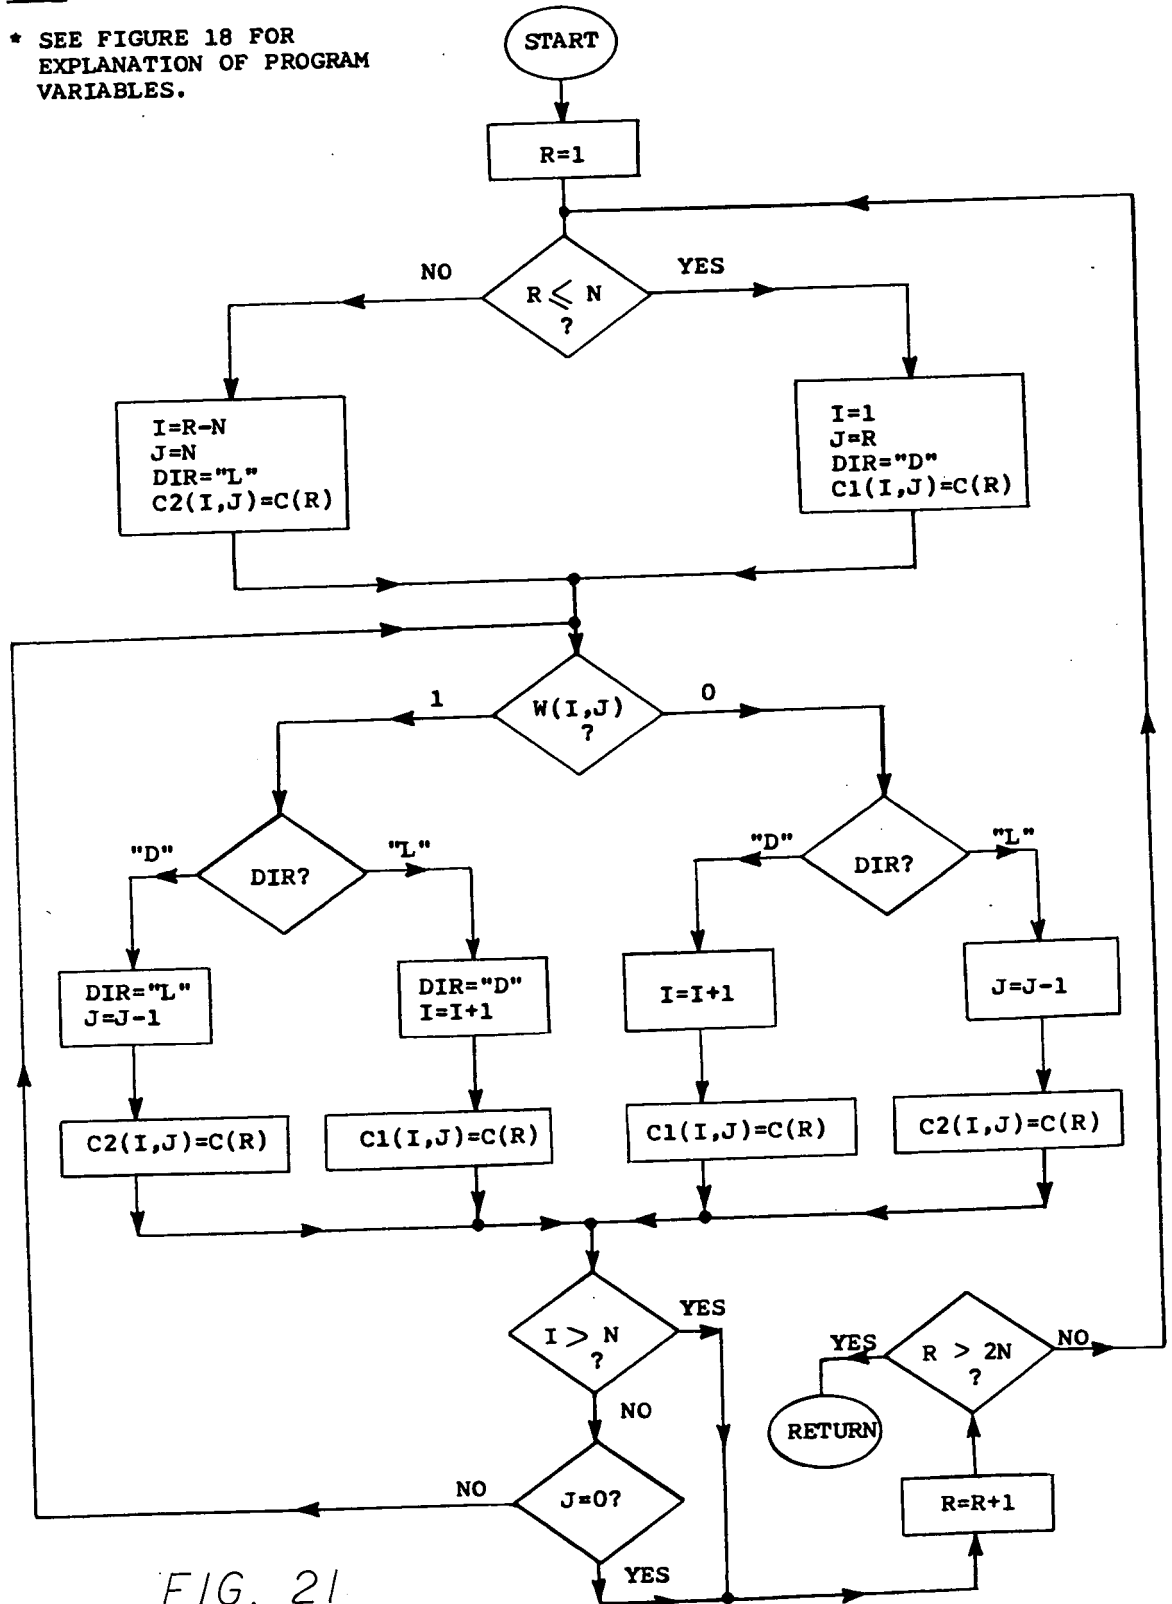 * SEE FIGURE 18 FOR
EXPLANATION OF PROGRAM
VARIABLES.
START
R=1
NO
YES
R ⩽ N
?
I=R-N
J=N
DIR="L"
C2(I,J)=C(R)
I=1
J=R
DIR="D"
C1(I,J)=C(R)
1
W(I,J)
?
0
"D"
DIR?
"L"
"D"
DIR?
"L"
DIR="L"
J=J-1
DIR="D"
I=I+1
I=I+1
J=J-1
C2(I,J)=C(R)
C1(I,J)=C(R)
C1(I,J)=C(R)
C2(I,J)=C(R)
I > N
?
YES
NO
YES
R > 2N
?
NO
RETURN
NO
J=0?
YES
R=R+1
FIG. 21